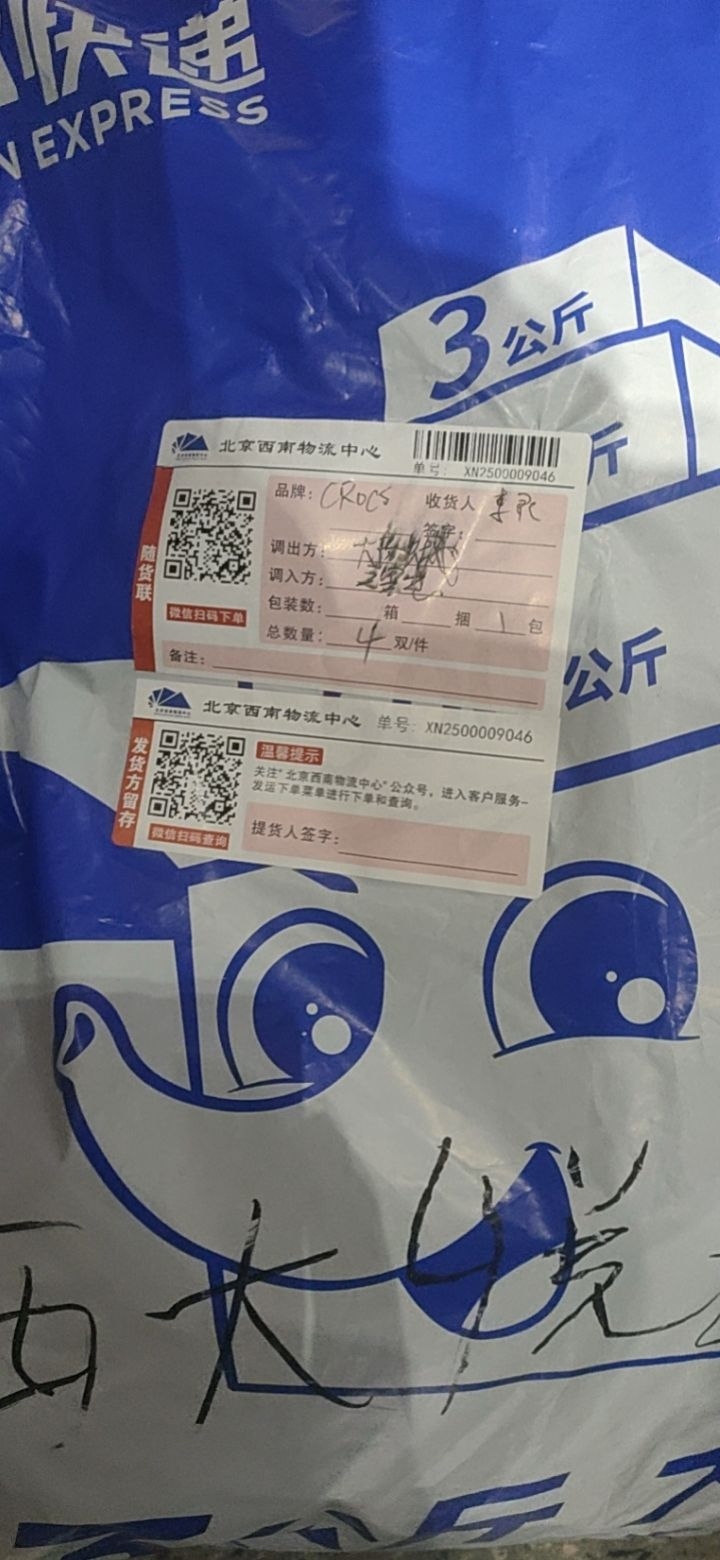 快递
N EXPRESS
3公斤
斤
公斤
北京西南物流中心
单号: XN2500009046
随货联
微信扫码下单
品牌: CROCS 收货人
签字:
调出方:
调入方:
包装数: 箱 捆 1 包
总数量: 4 双/件
备注:
北京西南物流中心 单号: XN2500009046
发货方留存
微信扫码查询
温馨提示
关注"北京西南物流中心"公众号，进入客户服务-
发运下单菜单进行下单和查询。
提货人签字:
西大悦